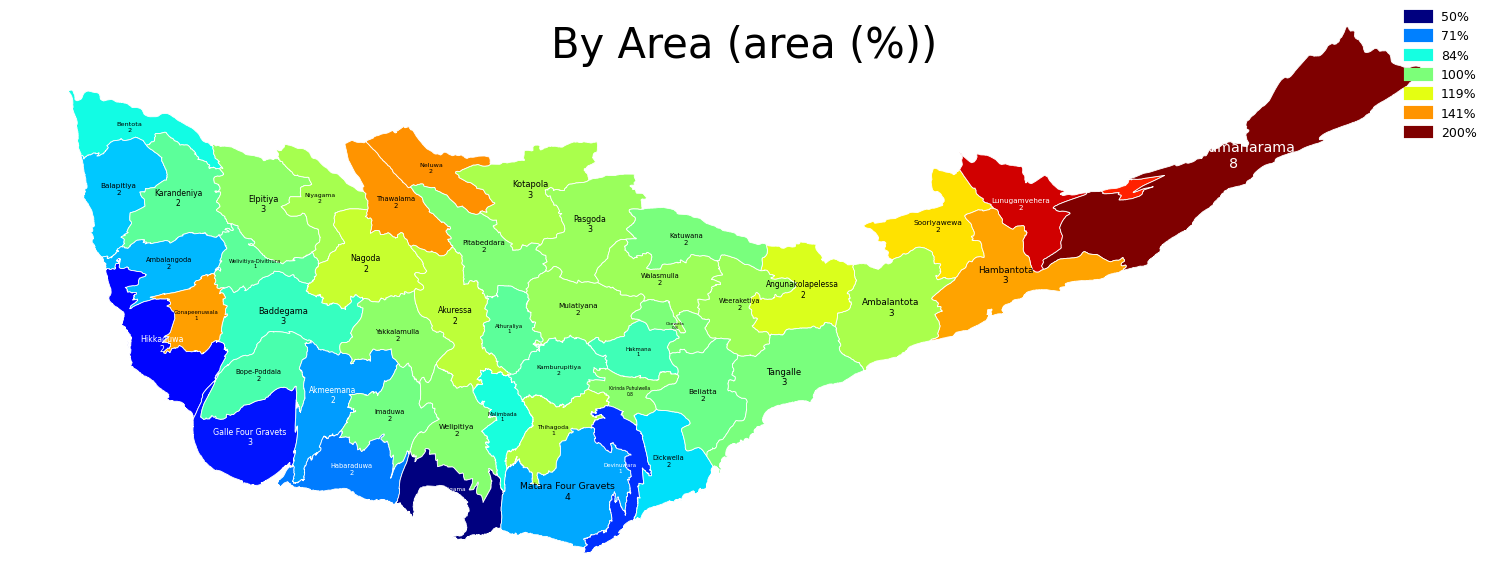 By Area (area (%))
50%
71%
84%
100%
119%
141%
200%
Bentota
2
Balapitiya
2
Karandeniya
2
Elpitiya
3
Niyagama
2
Thawalama
2
Neluwa
2
Kotapola
3
Pasgoda
3
Pitabeddara
2
Katuwana
2
Sooriyawewa
2
Lunugamvehera
2
amaharama
8
Ambalangoda
2
Welivitiya-Divithura
1
Nagoda
2
Walasmulla
2
Angunakolapelessa
2
Hambantota
3
Gonapeenuwala
1
Baddegama
3
Akuressa
2
Mulatiyana
2
Weeraketiya
2
Ambalantota
3
Hikkaduwa
2
Yakkalamulla
2
Athuraliya
1
Hakmana
1
Bope-Poddala
2
Kamburupitiya
2
Tangalle
3
Akmeemana
2
Kirinda Puhulwella
0.8
Beliatta
2
Imaduwa
2
Malimbada
1
Galle Four Gravets
3
Welipitiya
2
Thihagoda
1
Habaraduwa
2
Devinuwara
1
Dickwella
2
Matara Four Gravets
4